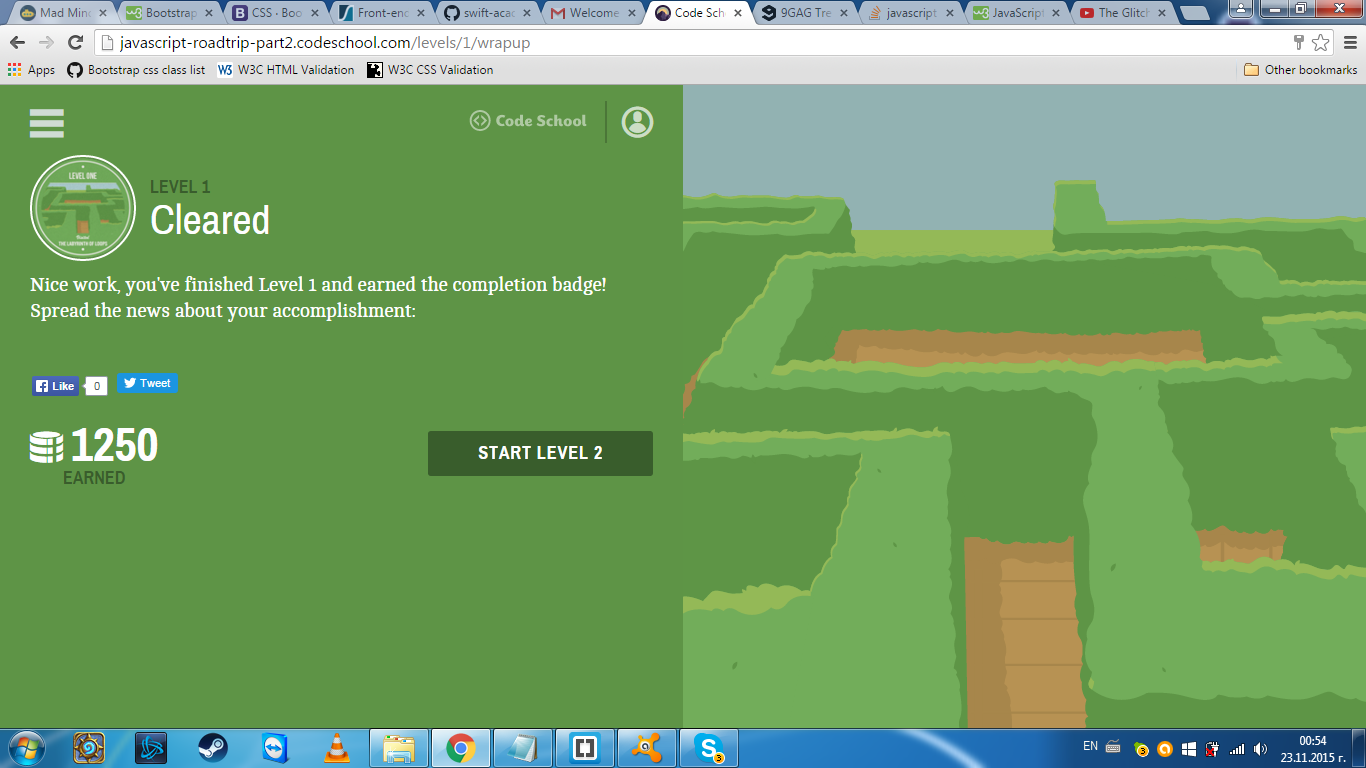 Mad Mind
Bootstrap
CSS · Boo
Front-end
swift-acad
Welcome
Code Sch
9GAG Tre
javascript
JavaScript
The Glitch
javascript-roadtrip-part2.codeschool.com/levels/1/wrapup
Apps
Bootstrap css class list
W3C HTML Validation
W3C CSS Validation
Other bookmarks
Code School
LEVEL ONE
THE LABYRINTH OF LOOPS
LEVEL 1
Cleared
Nice work, you've finished Level 1 and earned the completion badge!
Spread the news about your accomplishment:
Like
0
Tweet
1250
EARNED
START LEVEL 2
EN
3
3
00:54
23.11.2015 г.